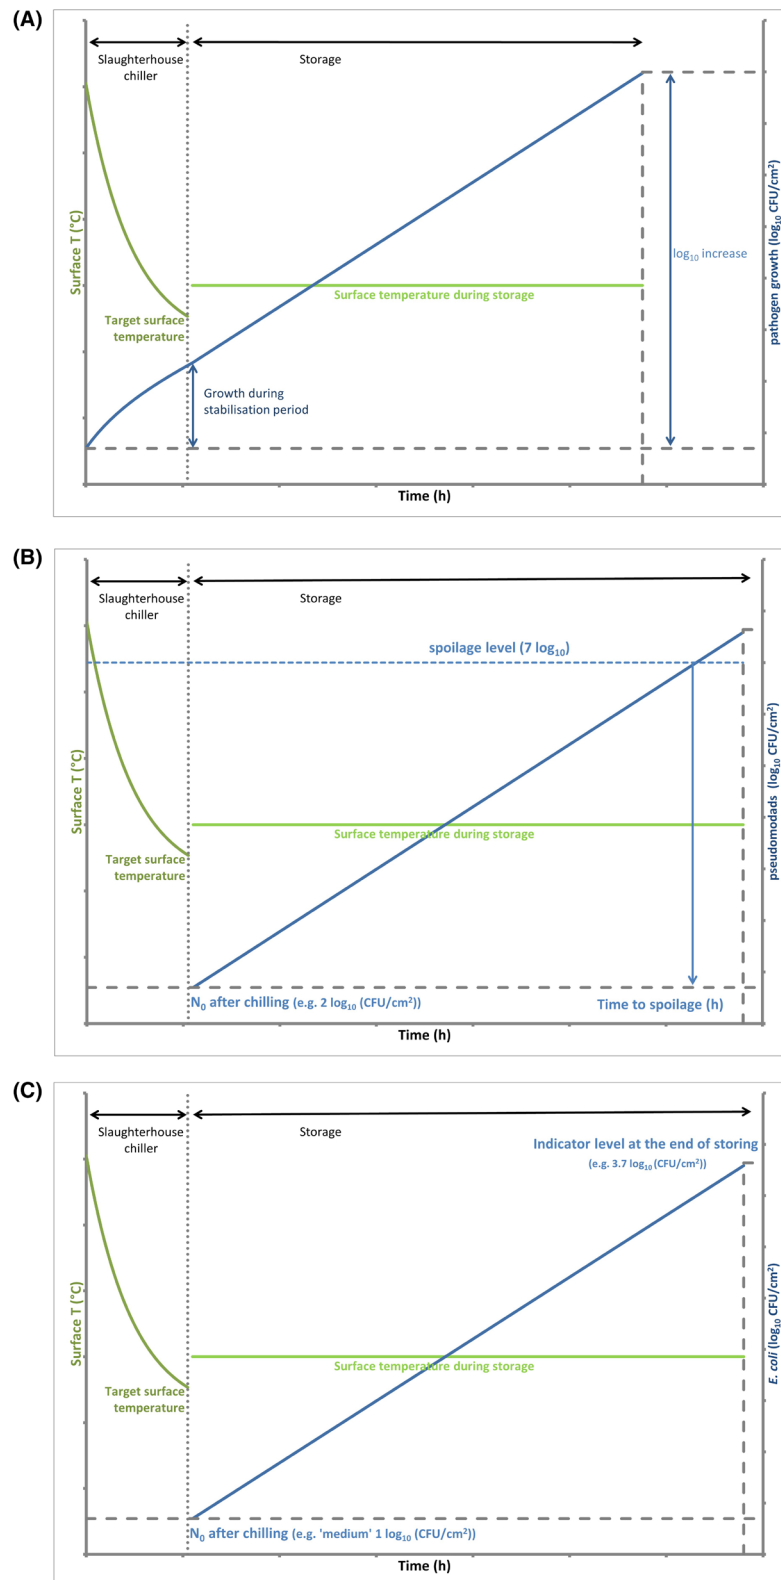 (A)
Slaughterhouse
chiller
Storage
Surface T (°C)
pathogen growth (log₁₀ CFU/cm²)
log₁₀ increase
Surface temperature during storage
Target surface
temperature
Growth during
stabilisation period
Time (h)
(B)
Slaughterhouse
chiller
Storage
spoilage level (7 log₁₀)
Surface T (°C)
pseudomodads (log₁₀ CFU/cm²)
Surface temperature during storage
Target surface
temperature
N₀ after chilling (e.g. 2 log₁₀ (CFU/cm²))
Time to spoilage (h)
Time (h)
(C)
Slaughterhouse
chiller
Storage
Indicator level at the end of storing
(e.g. 3.7 log₁₀ (CFU/cm²))
Surface T (°C)
E. coli (log₁₀ CFU/cm²)
Surface temperature during storage
Target surface
temperature
N₀ after chilling (e.g. 'medium' 1 log₁₀ (CFU/cm²))
Time (h)